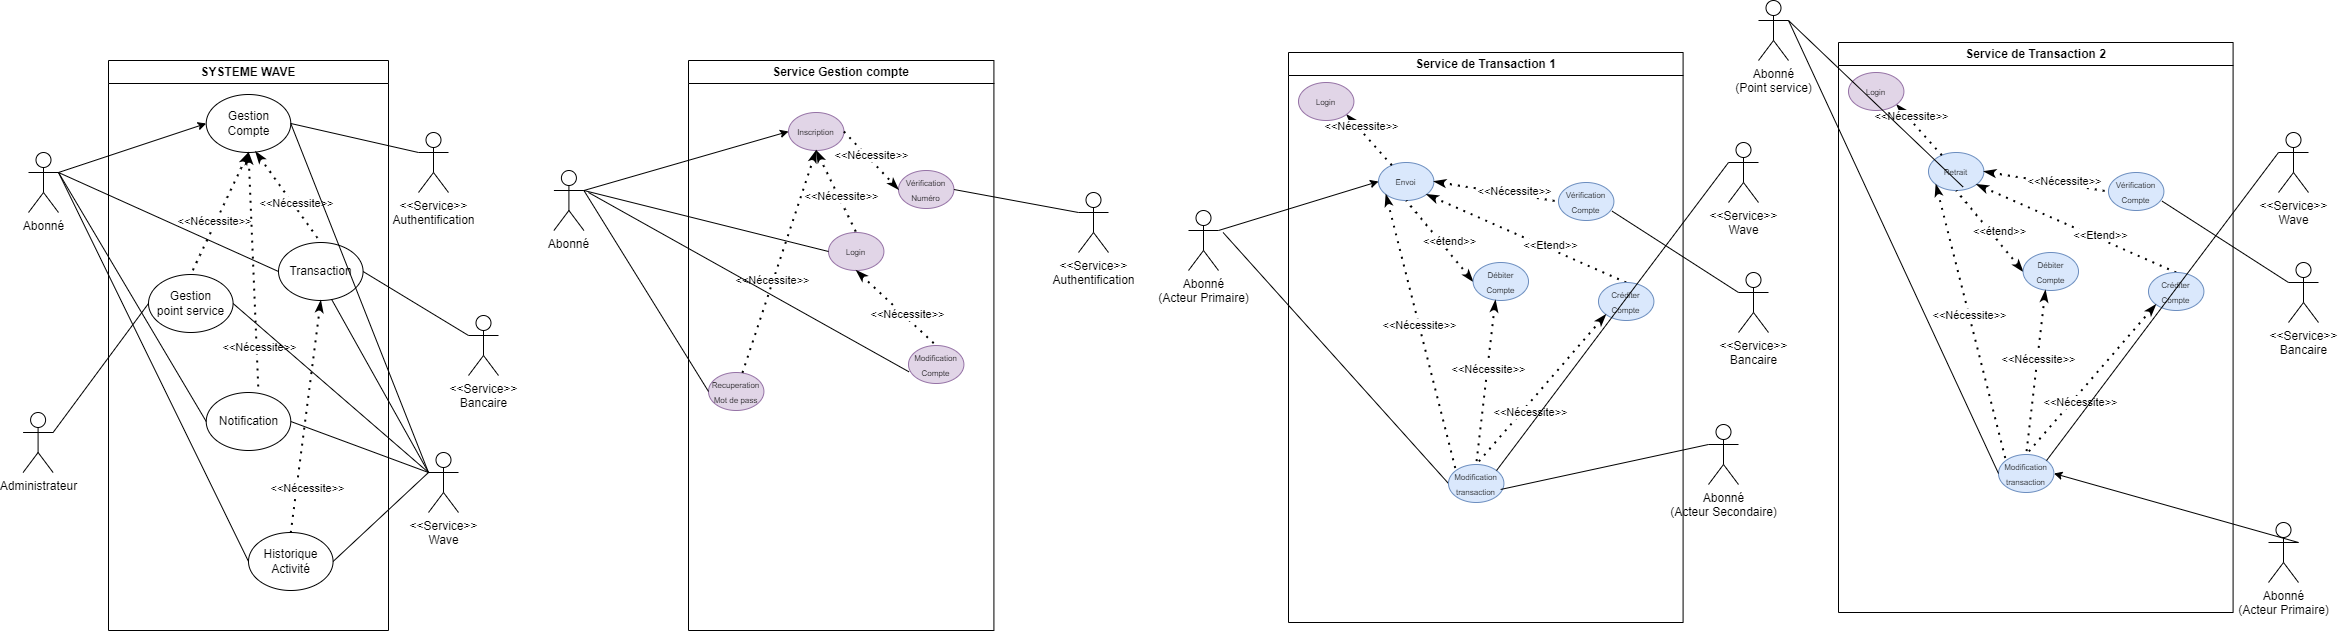 SYSTEME WAVE
Gestion
Compte
Abonné
<<Service>>
Authentification
<<Nécessite>>
<<Nécessite>>
Transaction
Gestion
point service
<<Nécessite>>
<<Service>>
Bancaire
Notification
Administrateur
<<Nécessite>>
<<Service>>
Wave
Historique
Activité
Service Gestion compte
Inscription
<<Nécessite>>
Vérification
Numéro
<<Nécessite>>
Abonné
Login
<<Service>>
Authentification
<<Nécessite>>
<<Nécessite>>
Modification
Compte
Recuperation
Mot de pass
Service de Transaction 1
Login
<<Nécessite>>
Envoi
<<Nécessite>>
Vérification
Compte
<<Service>>
Wave
<<étend>>
<<Etend>>
Abonné
(Acteur Primaire)
Débiter
Compte
Créditer
Compte
<<Nécessite>>
<<Service>>
Bancaire
<<Nécessite>>
<<Nécessite>>
Modification
transaction
Abonné
(Acteur Secondaire)
Abonné
(Point service)
Service de Transaction 2
Login
<<Nécessite>>
Retrait
<<Nécessite>>
Vérification
Compte
<<Service>>
Wave
<<étend>>
<<Etend>>
Débiter
Compte
Créditer
Compte
<<Nécessite>>
<<Service>>
Bancaire
<<Nécessite>>
<<Nécessite>>
Modification
transaction
Abonné
(Acteur Primaire)